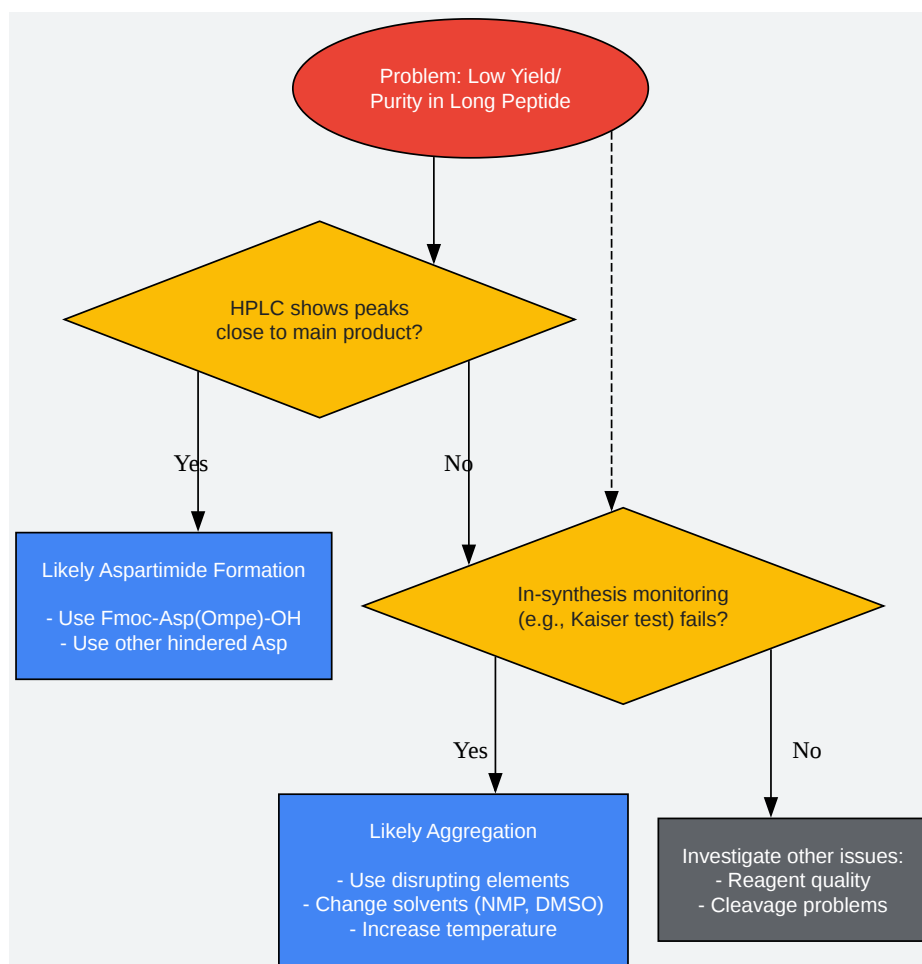 Problem: Low Yield/
Purity in Long Peptide
HPLC shows peaks
close to main product?
Yes
No
Likely Aspartimide Formation
- Use Fmoc-Asp(Ompe)-OH
- Use other hindered Asp
In-synthesis monitoring
(e.g., Kaiser test) fails?
Yes
No
Likely Aggregation
- Use disrupting elements
- Change solvents (NMP, DMSO)
- Increase temperature
Investigate other issues:
- Reagent quality
- Cleavage problems